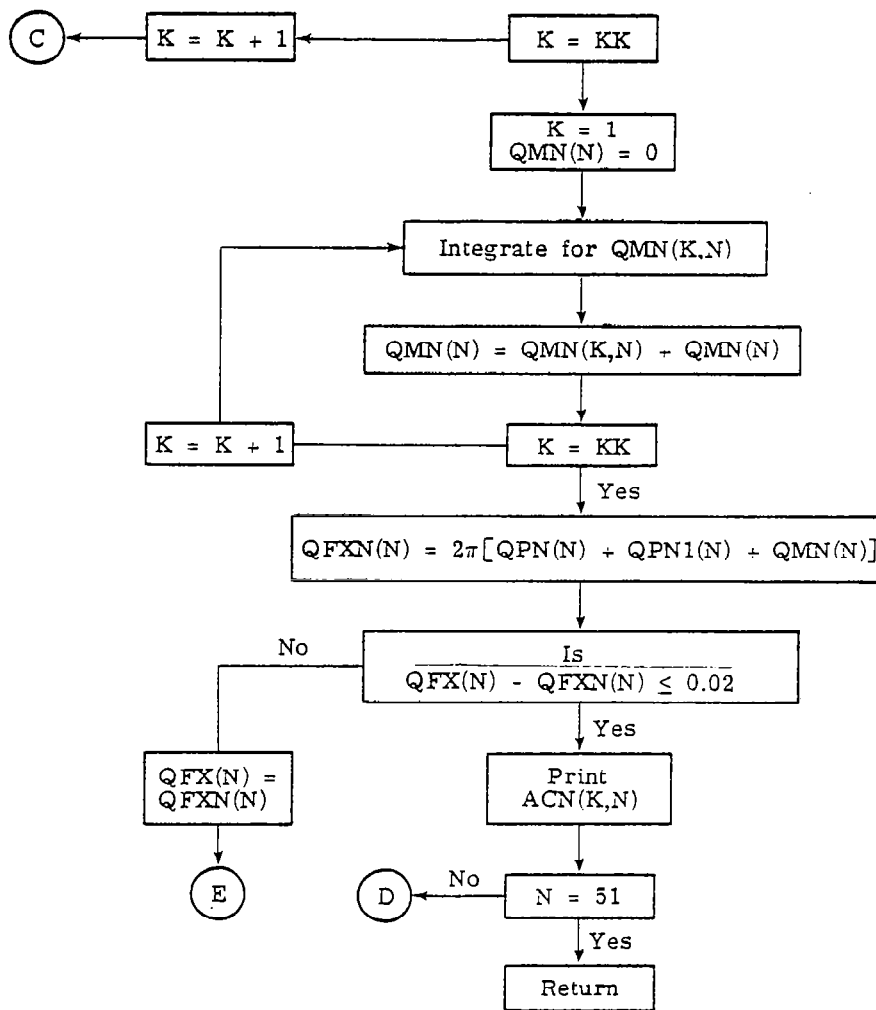 C
K = K + 1
K = KK
K = 1
QMN(N) = 0
Integrate for QMN(K,N)
QMN(N) = QMN(K,N) + QMN(N)
K = K + 1
K = KK
Yes
QFXN(N) = 2π[QPN(N) + QPN1(N) + QMN(N)]
No
Is
QFX(N) - QFXN(N) ≤ 0.02
Yes
QFX(N) =
QFXN(N)
Print
ACN(K,N)
E
D
No
N = 51
Yes
Return